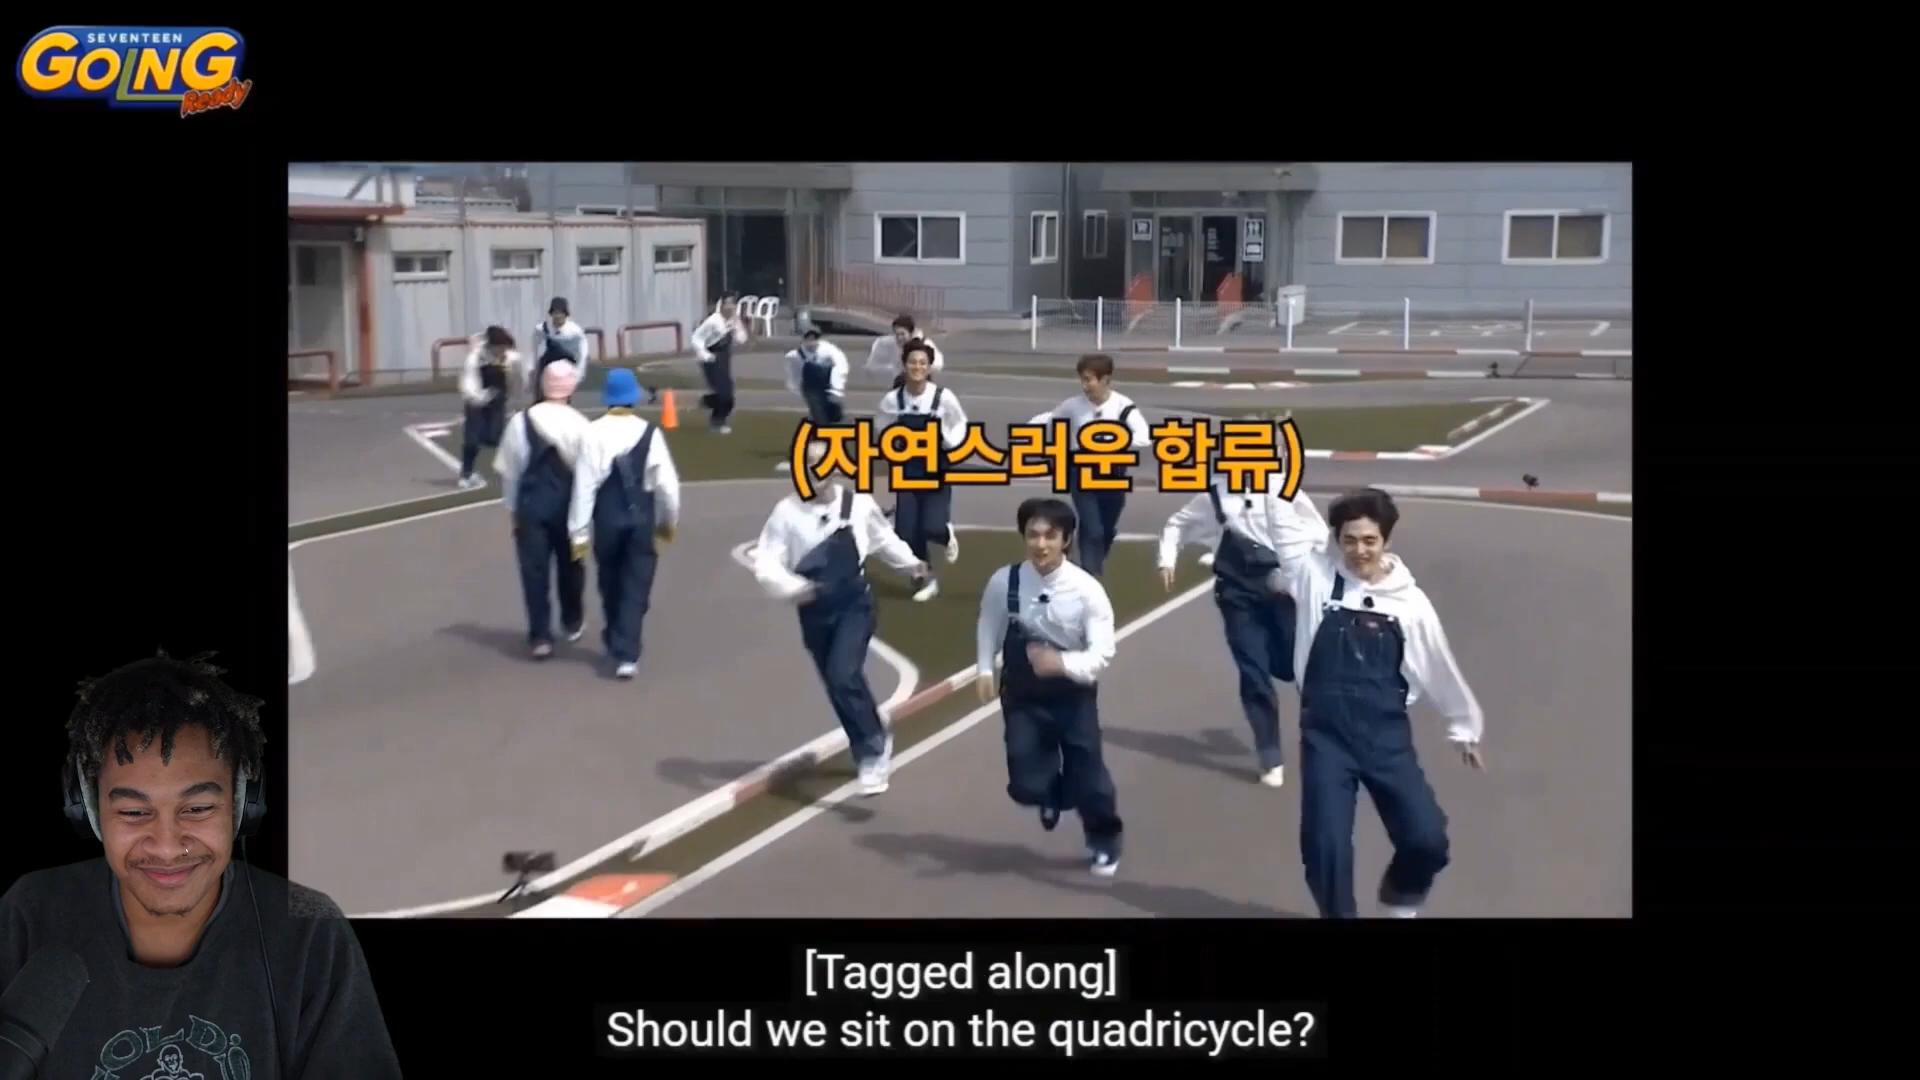 SEVENTEEN
GOING
Ready
(자연스러운 합류)
[Tagged along]
Should we sit on the quadricycle?